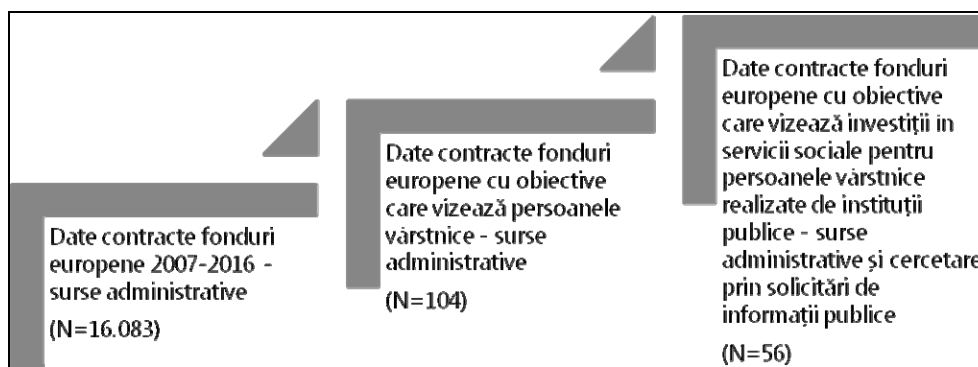 Date contracte fonduri
europene 2007-2016 -
surse administrative
(N=16.083)
Date contracte fonduri
europene cu obiective
care vizează persoanele
vârstnice - surse
administrative
(N=104)
Date contracte fonduri
europene cu obiective
care vizează investiții in
servicii sociale pentru
persoanele vârstnice
realizate de instituții
publice - surse
administrative și cercetare
prin solicitări de
informații publice
(N=56)